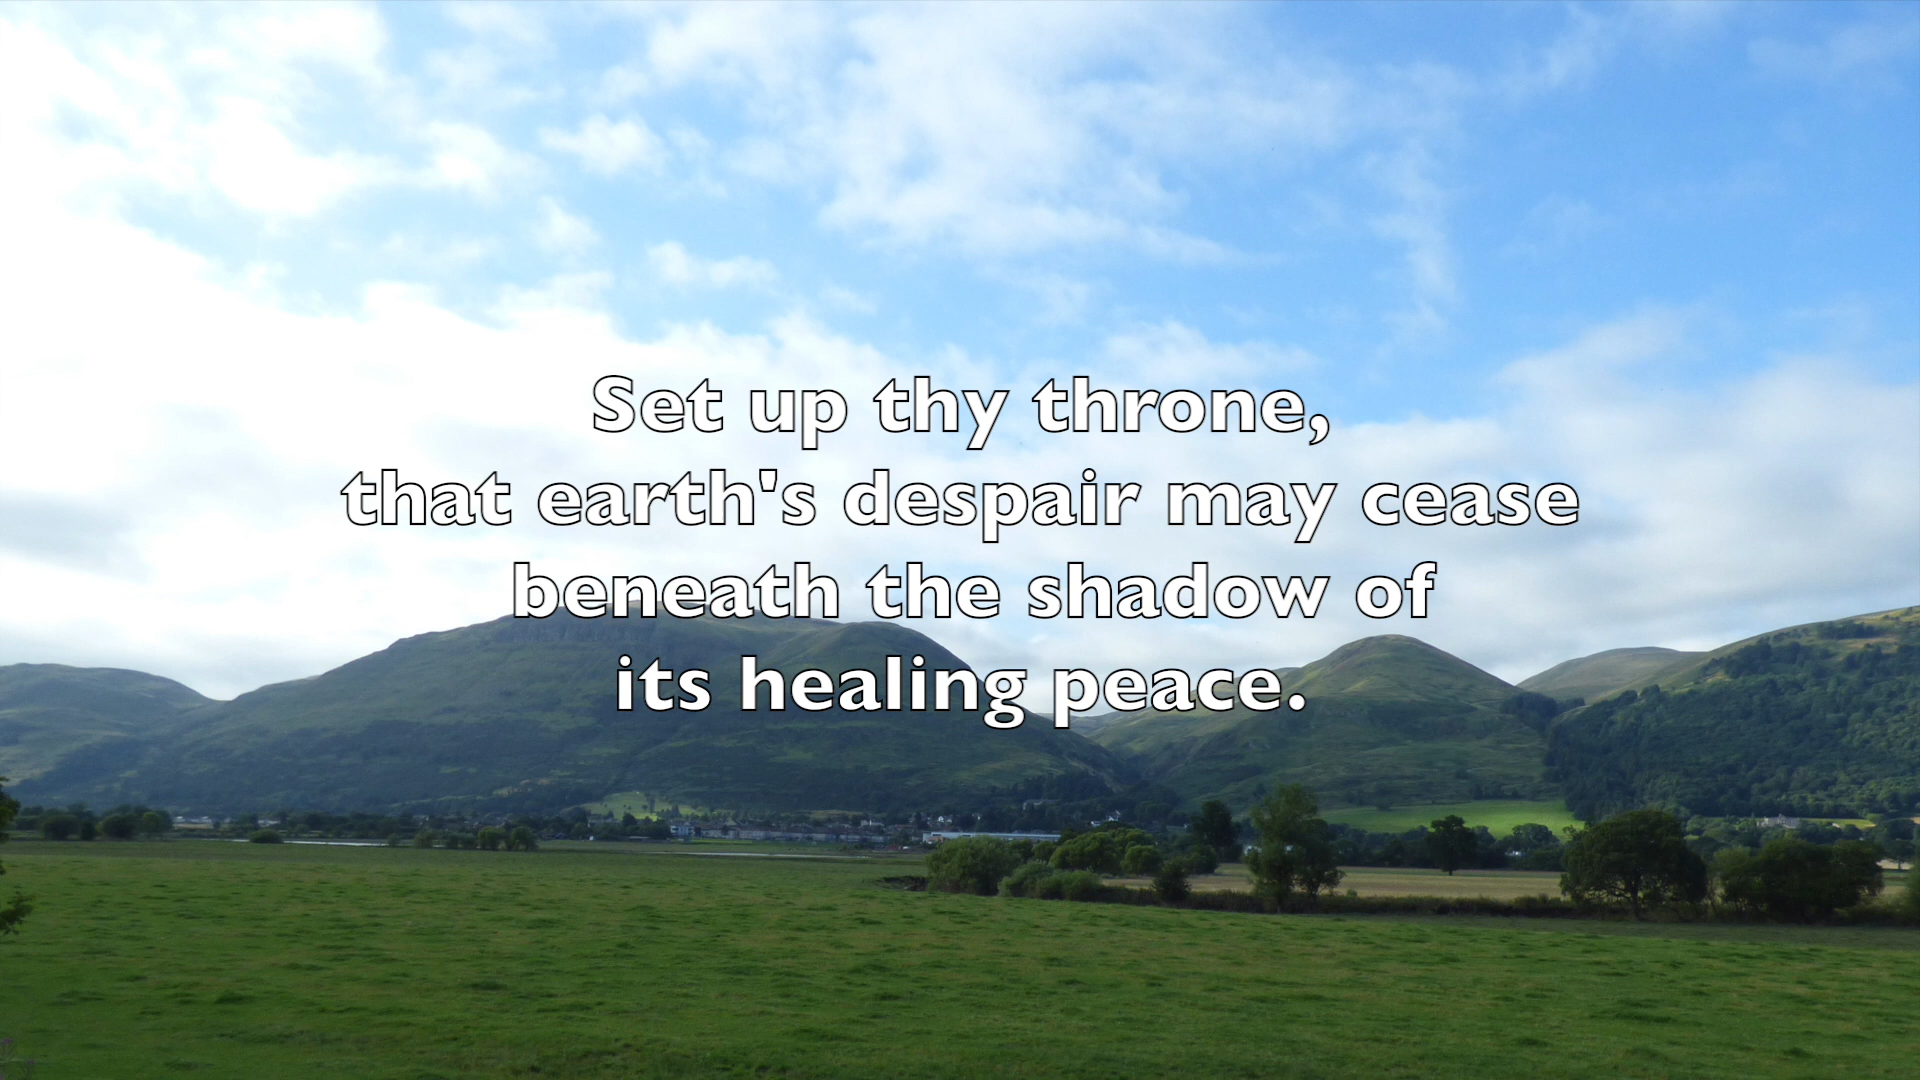 Set up thy throne,
that earth's despair may cease
beneath the shadow of
its healing peace.